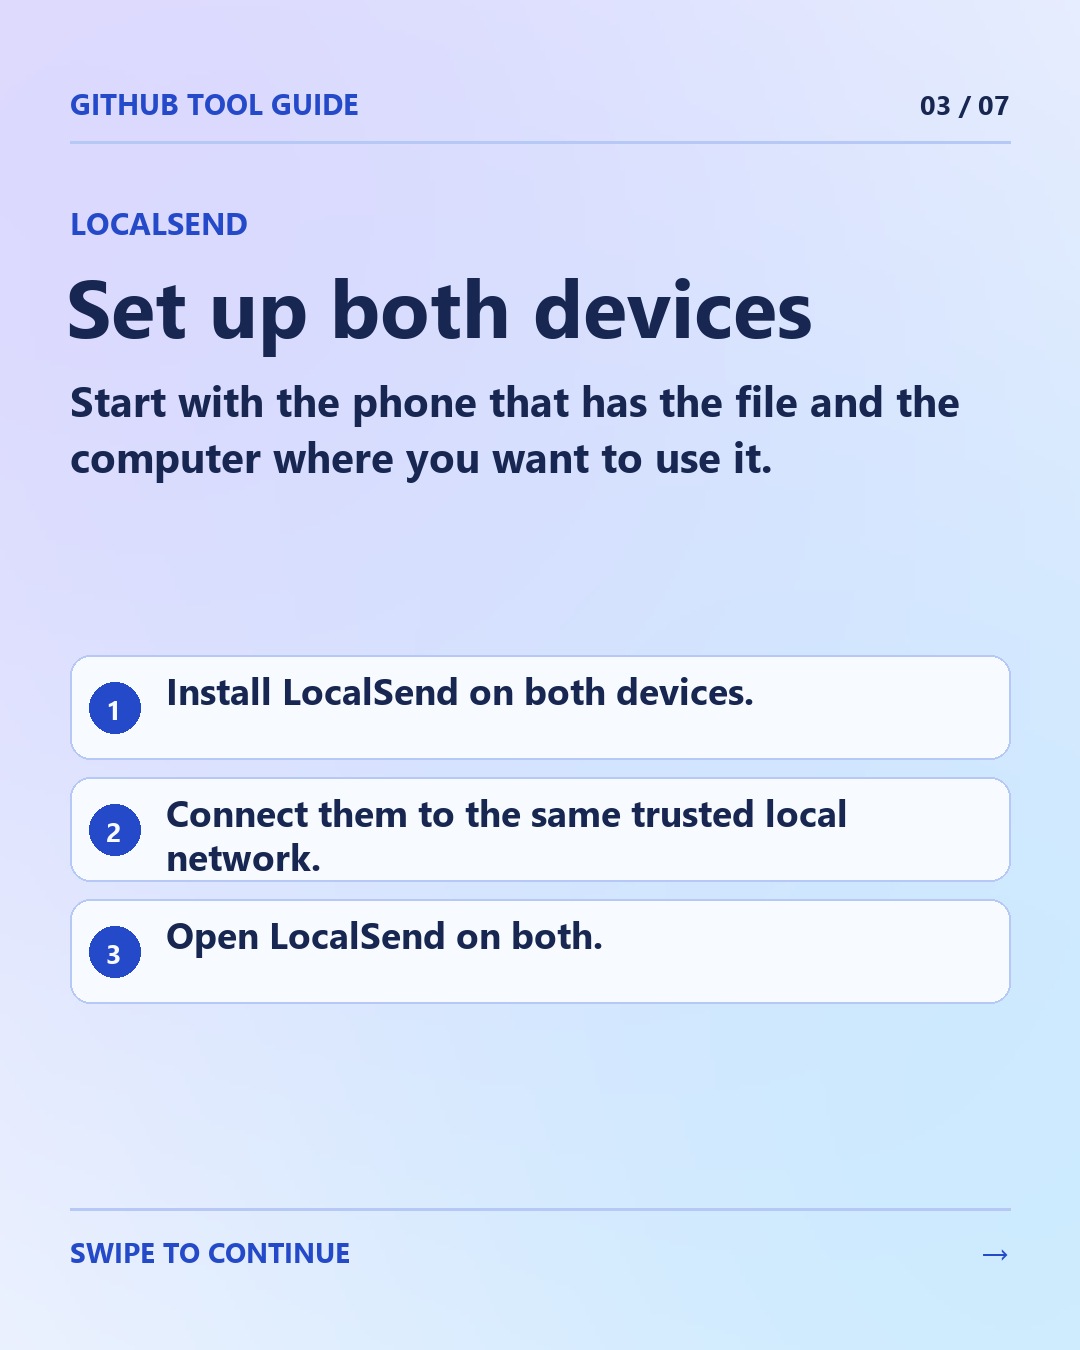 GITHUB TOOL GUIDE
03 / 07
LOCALSEND
Set up both devices
Start with the phone that has the file and the
computer where you want to use it.
1 Install LocalSend on both devices.
2 Connect them to the same trusted local
network.
3 Open LocalSend on both.
SWIPE TO CONTINUE →